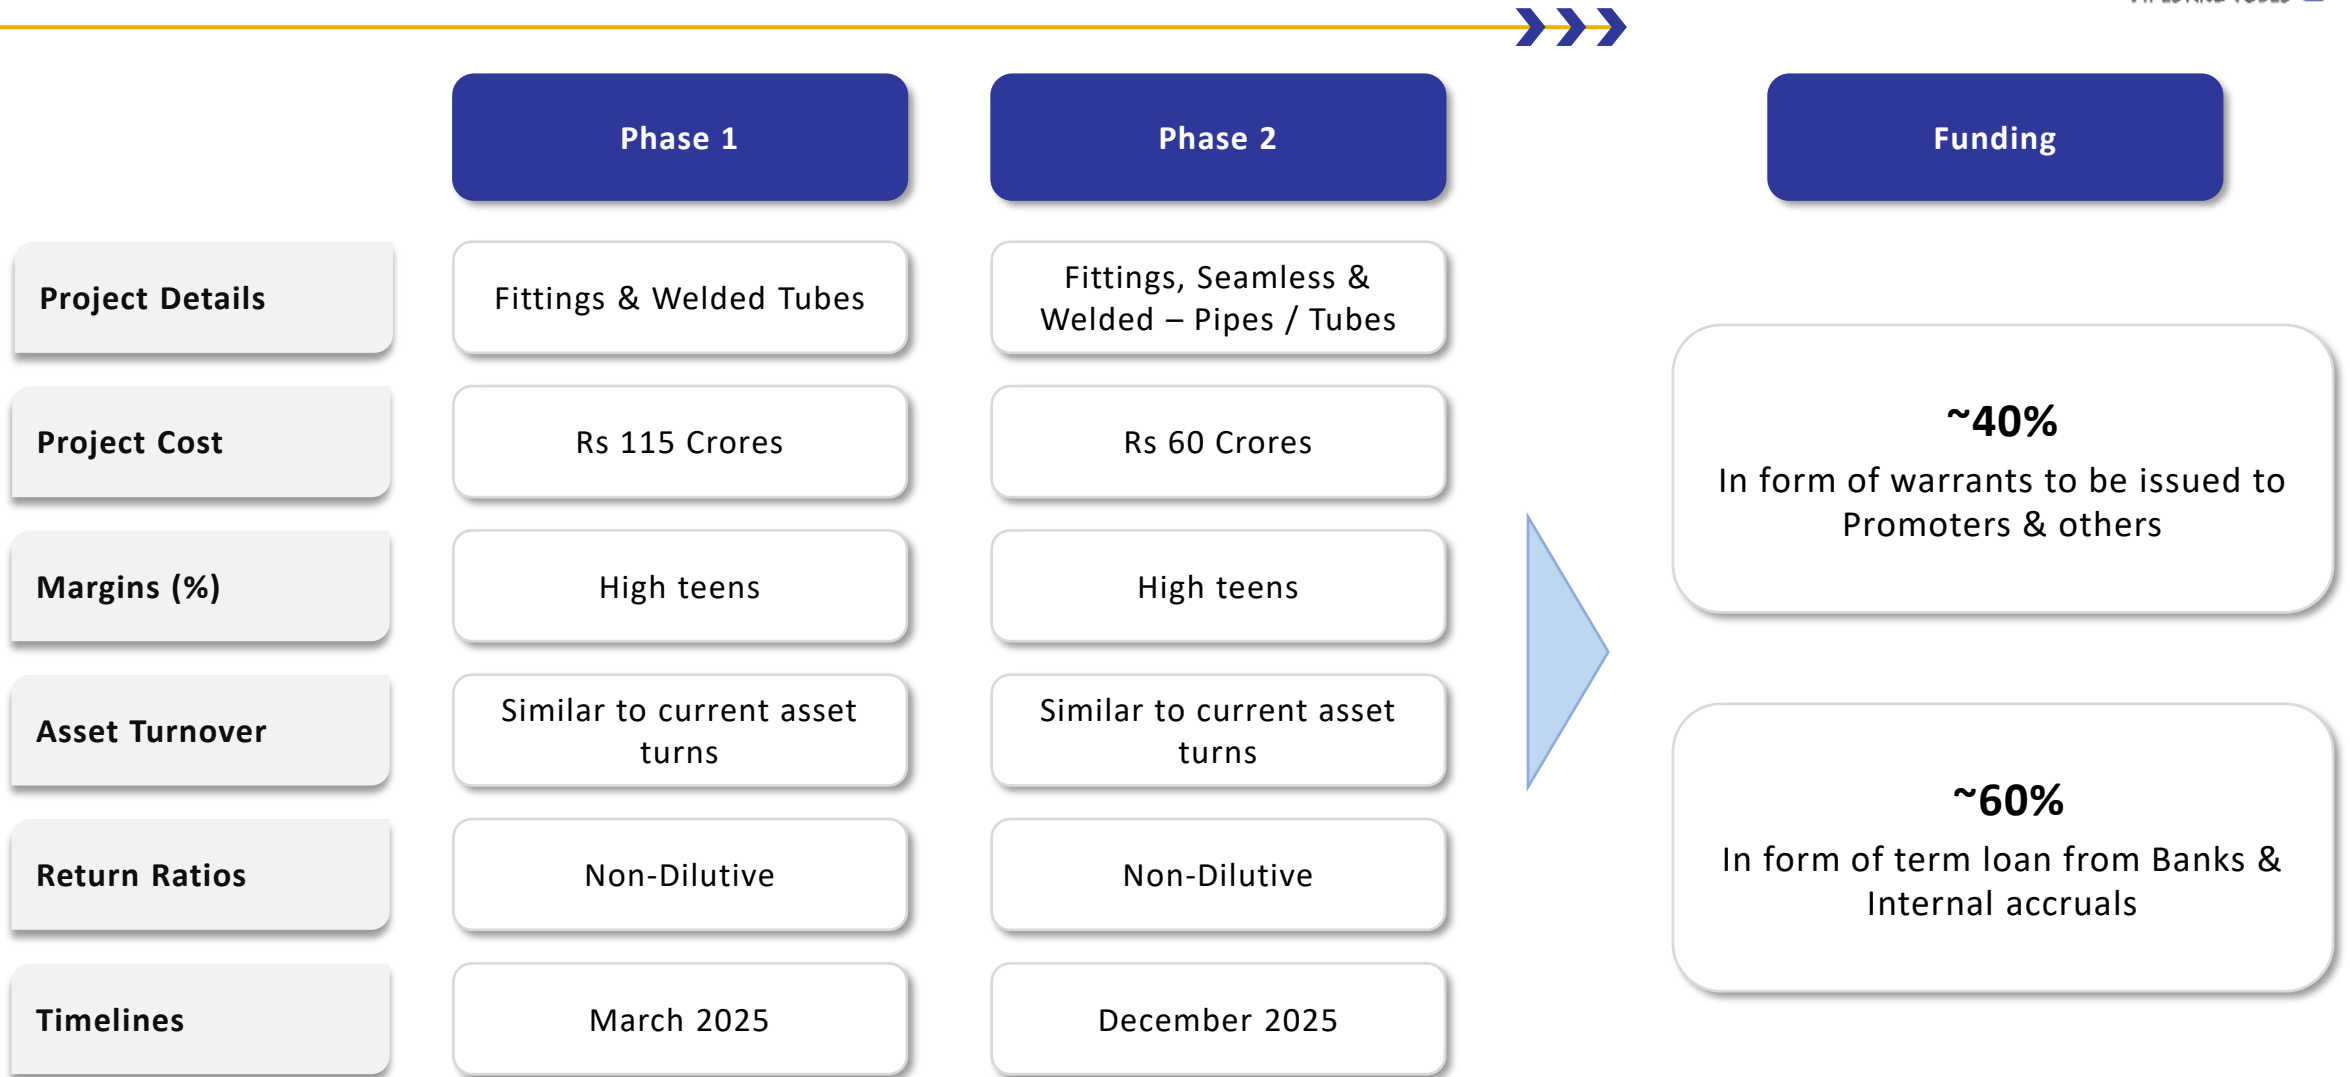 Phase 1
Phase 2
Funding
Project Details
Fittings & Welded Tubes
Fittings, Seamless &
Welded – Pipes / Tubes
Project Cost
Rs 115 Crores
Rs 60 Crores
Margins (%)
High teens
High teens
Asset Turnover
Similar to current asset
turns
Similar to current asset
turns
Return Ratios
Non-Dilutive
Non-Dilutive
Timelines
March 2025
December 2025
~40%
In form of warrants to be issued to
Promoters & others
~60%
In form of term loan from Banks &
Internal accruals